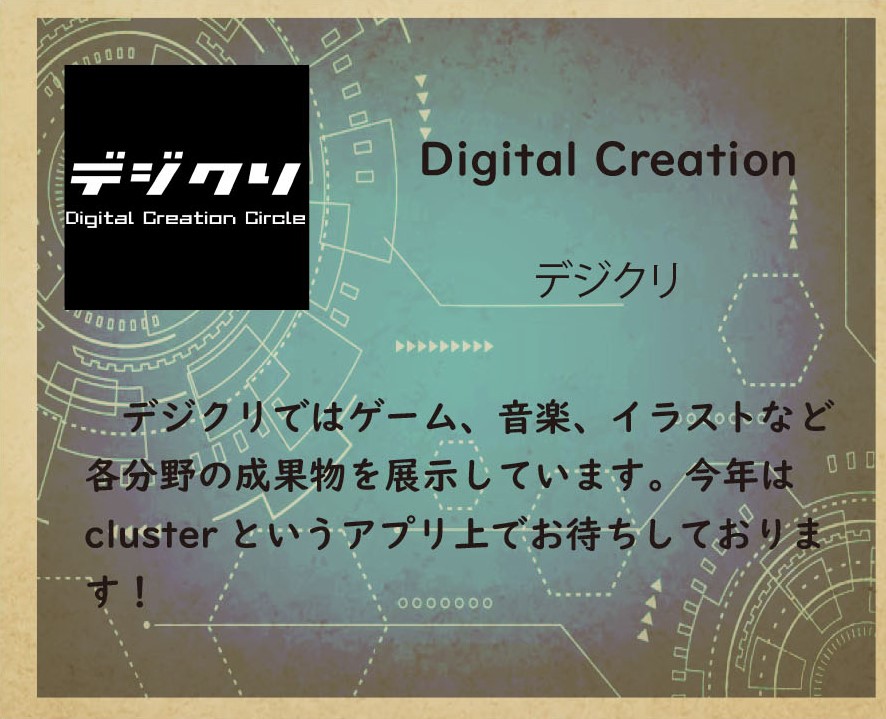 デジクリ
Digital Creation Circle
Digital Creation
デジクリ
デジクリではゲーム、音楽、イラストなど
各分野の成果物を展示しています。今年は
cluster というアプリ上でお待ちしておりま
す！